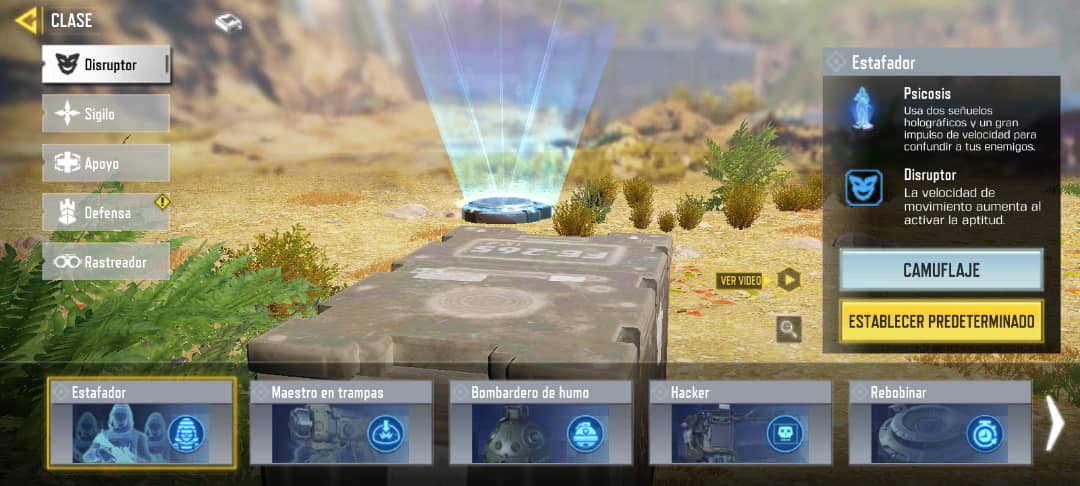 CLASE
Disruptor
Sigilo
Apoyo
Defensa
Rastreador
Estafador
Psicosis
Usa dos señuelos
holográficos y un gran
impulso de velocidad para
confundir a tus enemigos.
Disruptor
La velocidad de
movimiento aumenta al
activar la aptitud.
VER VIDEO
CAMUFLAJE
ESTABLECER PREDETERMINADO
Estafador
Maestro en trampas
Bombardero de humo
Hacker
Rebobinar